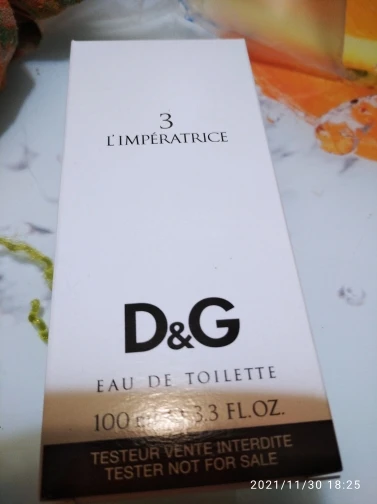 3
L'IMPÉRATRICE
D&G
EAU DE TOILETTE
100 3.3 FL.OZ.
TESTEUR VENTE INTERDITE
TESTER NOT FOR SALE
2021/11/30 18:25